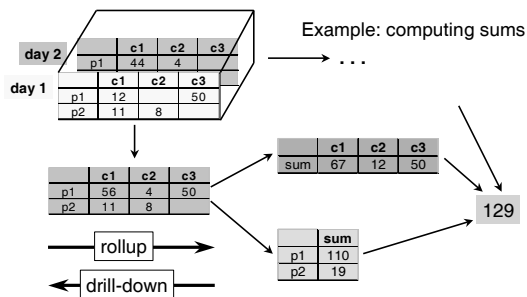 Example: computing sums
day 2
c1 c2 c3
p1 44 4
. . .
day 1
c1 c2 c3
p1 12 50
p2 11 8
c1 c2 c3
p1 56 4 50
p2 11 8
c1 c2 c3
sum 67 12 50
129
sum
p1 110
p2 19
rollup
drill-down